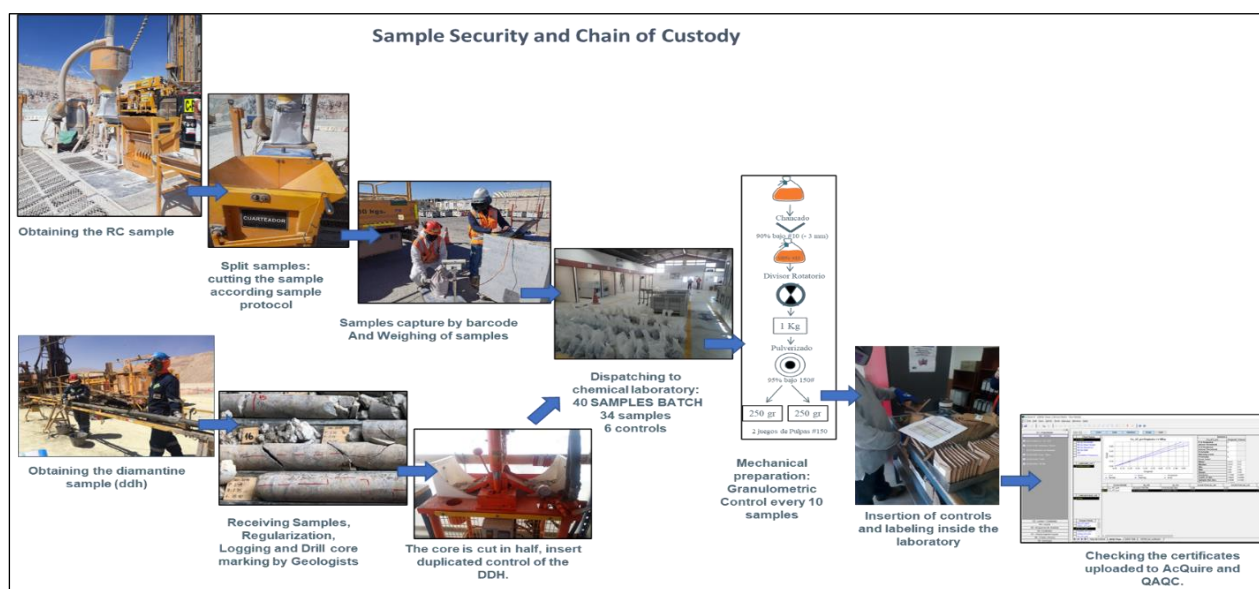 Sample Security and Chain of Custody
Obtaining the RC sample
CUARTEADOR
Split samples:
cutting the sample
according sample
protocol
Samples capture by barcode
And Weighing of samples
Obtaining the diamantine
sample (ddh)
Receiving Samples,
Regularization,
Logging and Drill core
marking by Geologists
The core is cut in half, insert
duplicated control of the
DDH.
Dispatching to
chemical laboratory:
40 SAMPLES BATCH
34 samples
6 controls
Chancado
Divisor Rotatorio
1 Kg
Pulverizado
95% bajo 150#
250 gr
250 gr
2 Juegos de Pulpas #150
Mechanical
preparation:
Granulometric
Control every 10
samples
Insertion of controls
and labeling inside the
laboratory
Checking the certificates
uploaded to AcQuire and
QAQC.